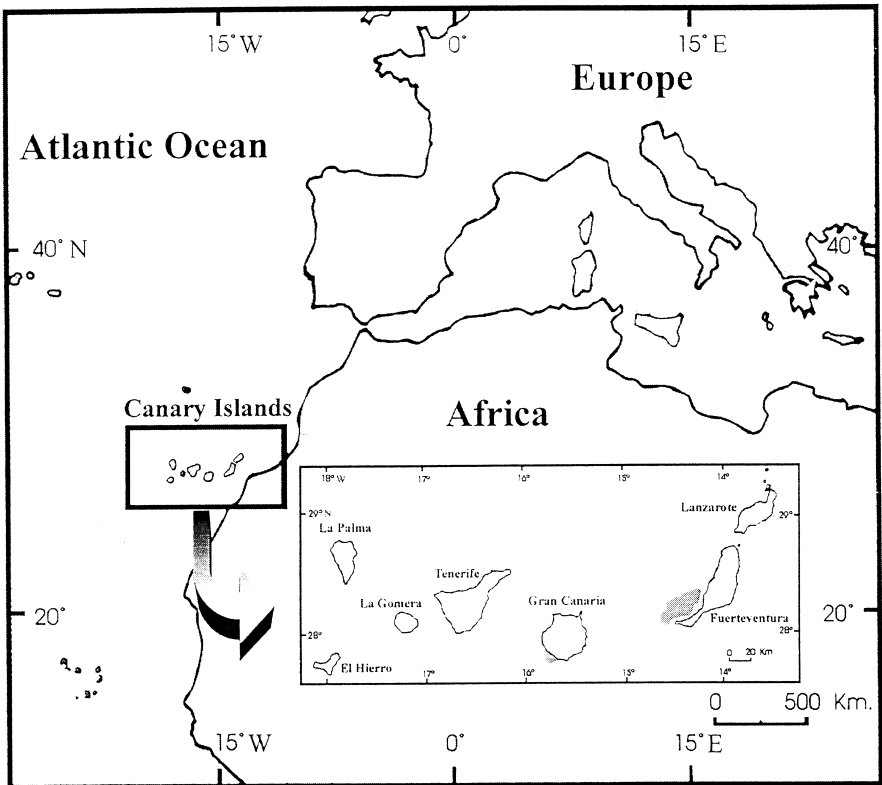 15° W
0°
15° E
Europe
Atlantic Ocean
40° N
40°
Canary Islands
Africa
18° W
17°
16°
15°
14°
Lanzarote
29° N
29°
La Palma
Tenerife
La Gomera
Gran Canaria
20°
Fuerteventura
20°
28°
28°
El Hierro
0 20 Km
17°
16°
15°
14°
0 500 Km.
15° W
0°
15° E